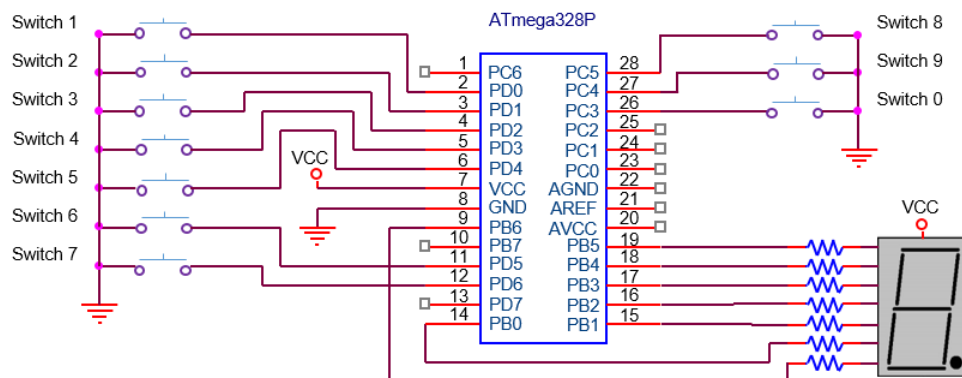 ATmega328P
Switch 1
Switch 2
Switch 3
Switch 4
Switch 5
Switch 6
Switch 7
Switch 8
Switch 9
Switch 0
VCC
VCC
1 PC6
2 PD0
3 PD1
4 PD2
5 PD3
6 PD4
7 VCC
8 GND
9 PB6
10 PB7
11 PD5
12 PD6
13 PD7
14 PB0
PC5 28
PC4 27
PC3 26
PC2 25
PC1 24
PC0 23
AGND 22
AREF 21
AVCC 20
PB5 19
PB4 18
PB3 17
PB2 16
PB1 15